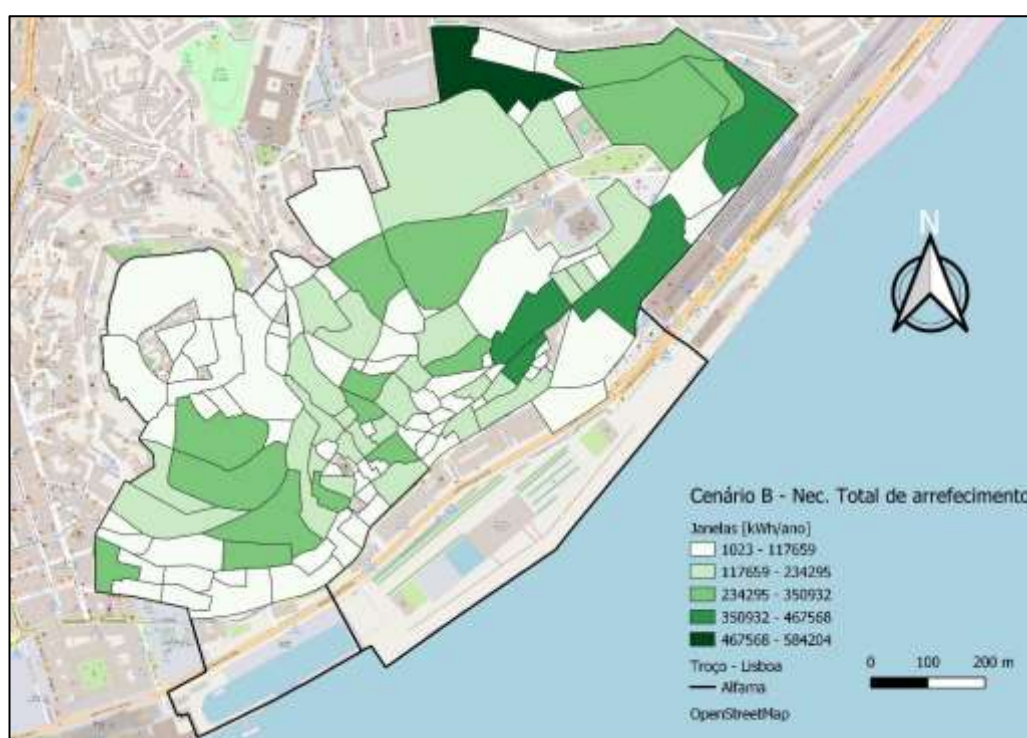 N
Cenário B - Nec. Total de arrefecimento
Janelas [kWh/ano]
1023 - 117659
117659 - 234295
234295 - 350932
350932 - 467568
467568 - 584204
Troço - Lisboa
Alfama
OpenStreetMap
0 100 200 m